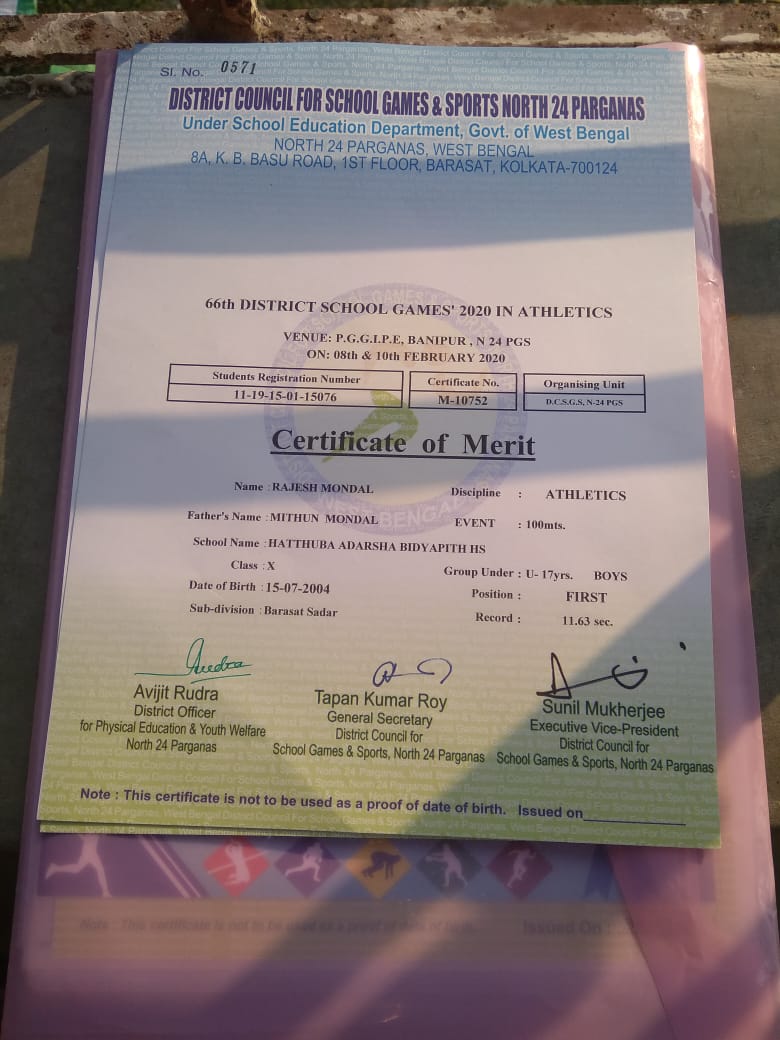 Sl. No. 0571
DISTRICT COUNCIL FOR SCHOOL GAMES & SPORTS NORTH 24 PARGANAS
Under School Education Department, Govt. of West Bengal
NORTH 24 PARGANAS, WEST BENGAL
8A, K. B. BASU ROAD, 1ST FLOOR, BARASAT, KOLKATA-700124
66th DISTRICT SCHOOL GAMES' 2020 IN ATHLETICS
VENUE: P.G.G.I.P.E, BANIPUR , N 24 PGS
ON: 08th & 10th FEBRUARY 2020
Students Registration Number Certificate No. Organising Unit
11-19-15-01-15076 M-10752 D.C.S.G.S, N-24 PGS
Certificate of Merit
Name : RAJESH MONDAL Discipline : ATHLETICS
Father's Name : MITHUN MONDAL EVENT : 100mts.
School Name : HATTHUBA ADARSHA BIDYAPITH HS
Class : X Group Under : U- 17yrs. BOYS
Date of Birth : 15-07-2004 Position : FIRST
Sub-division : Barasat Sadar Record : 11.63 sec.
Avijit Rudra Tapan Kumar Roy Sunil Mukherjee
District Officer General Secretary Executive Vice-President
for Physical Education & Youth Welfare District Council for District Council for
North 24 Parganas School Games & Sports, North 24 Parganas School Games & Sports, North 24 Parganas
Note : This certificate is not to be used as a proof of date of birth. Issued on
Note : This certificate is not to be used as a proof of date of birth. Issued On :